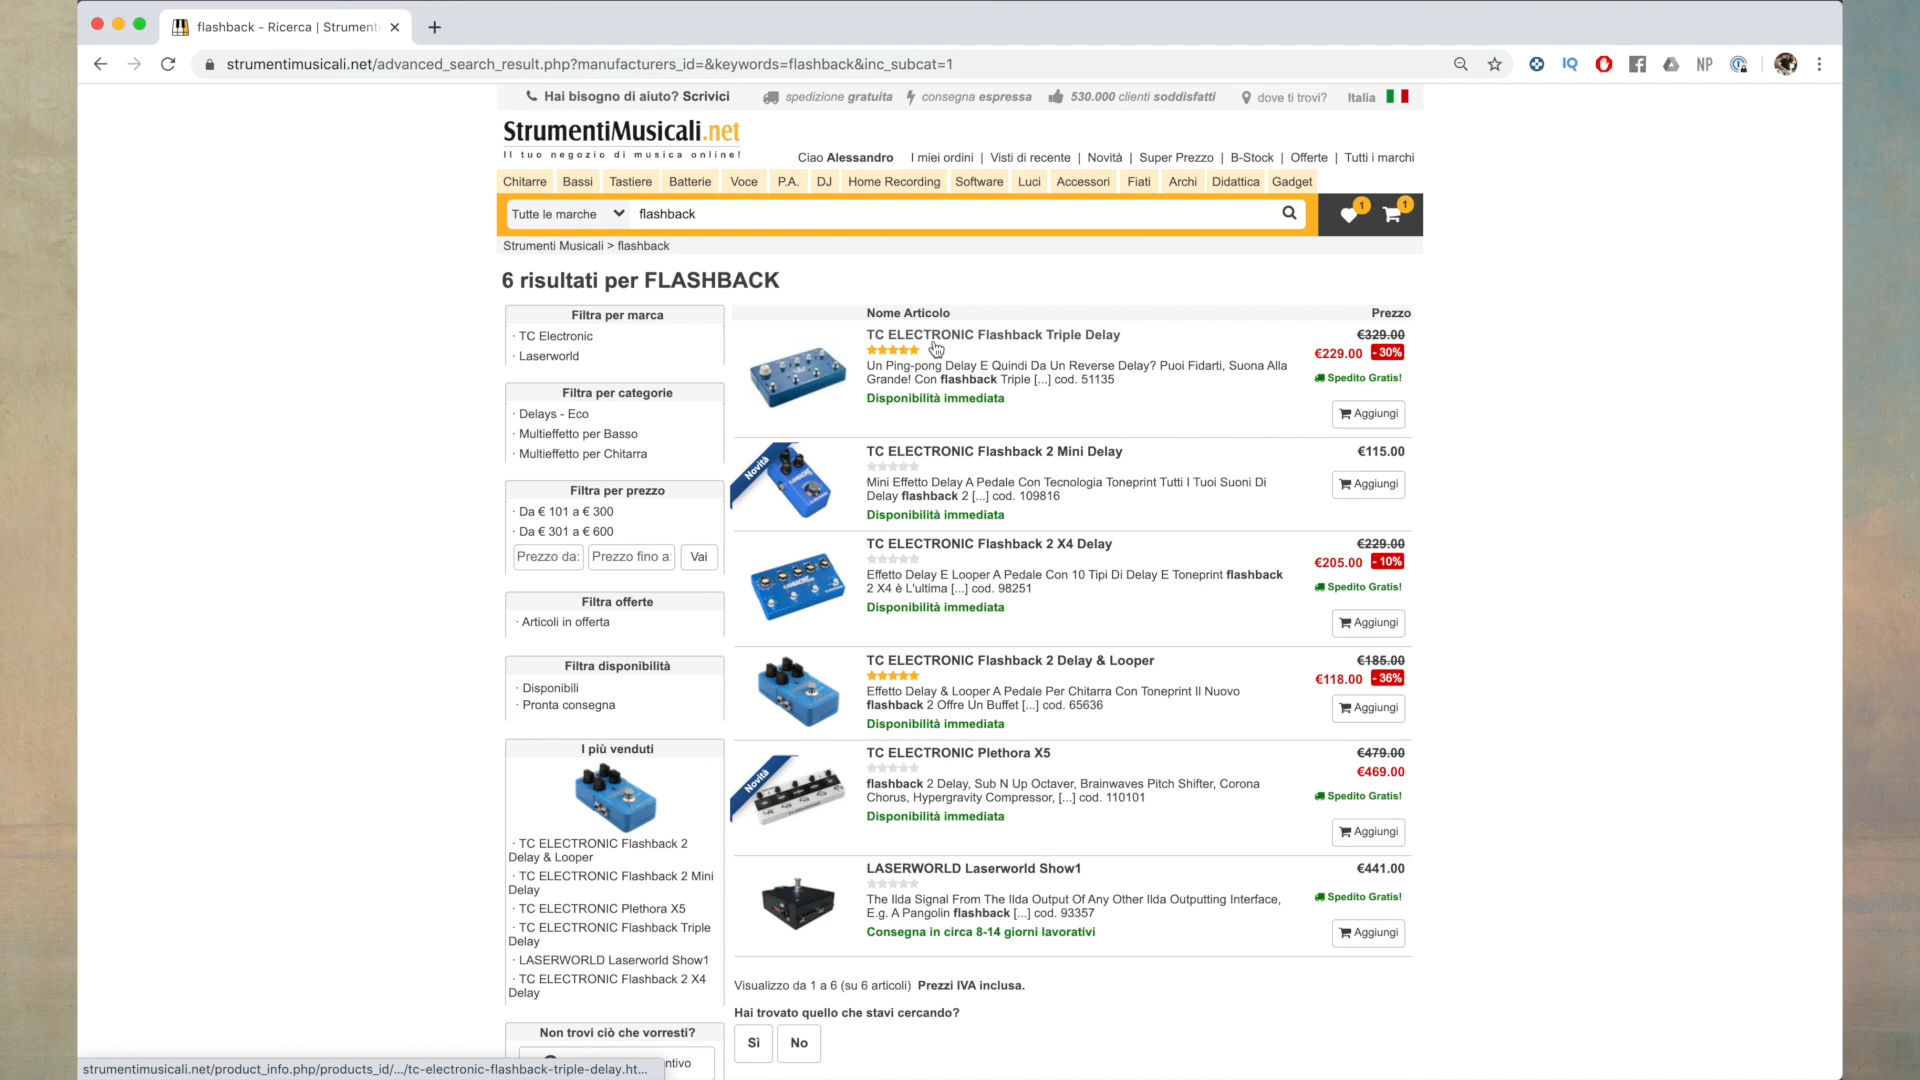 flashback - Ricerca | Strumenti
strumentimusicali.net/advanced_search_result.php?manufacturers_id=&keywords=flashback&inc_subcat=1
IQ
NP
Hai bisogno di aiuto? Scrivici
spedizione gratuita
consegna espressa
530.000 clienti soddisfatti
dove ti trovi?
Italia
StrumentiMusicali.net
Il tuo negozio di musica online!
Ciao Alessandro I miei ordini | Visti di recente | Novità | Super Prezzo | B-Stock | Offerte | Tutti i marchi
Chitarre Bassi Tastiere Batterie Voce P.A. DJ Home Recording Software Luci Accessori Fiati Archi Didattica Gadget
Tutte le marche flashback
1
1
Strumenti Musicali > flashback
6 risultati per FLASHBACK
Filtra per marca
· TC Electronic
· Laserworld
Filtra per categorie
· Delays - Eco
· Multieffetto per Basso
· Multieffetto per Chitarra
Filtra per prezzo
· Da € 101 a € 300
· Da € 301 a € 600
Prezzo da: Prezzo fino a: Vai
Filtra offerte
· Articoli in offerta
Filtra disponibilità
· Disponibili
· Pronta consegna
I più venduti
· TC ELECTRONIC Flashback 2
Delay & Looper
· TC ELECTRONIC Flashback 2 Mini
Delay
· TC ELECTRONIC Plethora X5
· TC ELECTRONIC Flashback Triple
Delay
· LASERWORLD Laserworld Show1
· TC ELECTRONIC Flashback 2 X4
Delay
Non trovi ciò che vorresti?
ntivo
Nome Articolo Prezzo
TC ELECTRONIC Flashback Triple Delay
€329.00
€229.00 - 30%
Un Ping-pong Delay E Quindi Da Un Reverse Delay? Puoi Fidarti, Suona Alla
Grande! Con flashback Triple [...] cod. 51135
Spedito Gratis!
Disponibilità immediata
Aggiungi
Novità
TC ELECTRONIC Flashback 2 Mini Delay
€115.00
Mini Effetto Delay A Pedale Con Tecnologia Toneprint Tutti I Tuoi Suoni Di
Delay flashback 2 [...] cod. 109816
Aggiungi
Disponibilità immediata
TC ELECTRONIC Flashback 2 X4 Delay
€229.00
€205.00 - 10%
Effetto Delay E Looper A Pedale Con 10 Tipi Di Delay E Toneprint flashback
2 X4 è L'ultima [...] cod. 98251
Spedito Gratis!
Disponibilità immediata
Aggiungi
TC ELECTRONIC Flashback 2 Delay & Looper
€185.00
€118.00 - 36%
Effetto Delay & Looper A Pedale Per Chitarra Con Toneprint Il Nuovo
flashback 2 Offre Un Buffet [...] cod. 65636
Aggiungi
Disponibilità immediata
Novità
TC ELECTRONIC Plethora X5
€479.00
€469.00
flashback 2 Delay, Sub N Up Octaver, Brainwaves Pitch Shifter, Corona
Chorus, Hypergravity Compressor, [...] cod. 110101
Spedito Gratis!
Disponibilità immediata
Aggiungi
LASERWORLD Laserworld Show1
€441.00
The Ilda Signal From The Ilda Output Of Any Other Ilda Outputting Interface,
E.g. A Pangolin flashback [...] cod. 93357
Spedito Gratis!
Consegna in circa 8-14 giorni lavorativi
Aggiungi
Visualizzo da 1 a 6 (su 6 articoli) Prezzi IVA inclusa.
Hai trovato quello che stavi cercando?
Sì No
strumentimusicali.net/product_info.php/products_id/.../tc-electronic-flashback-triple-delay.ht...